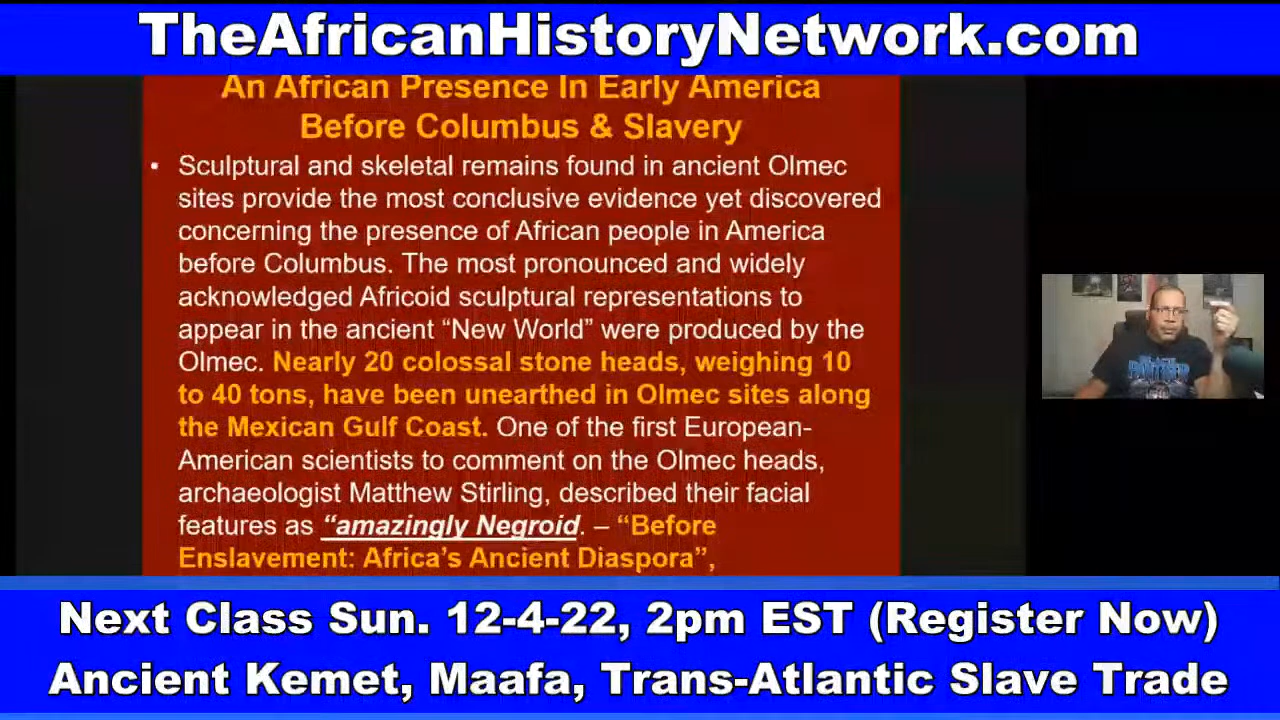 TheAfricanHistoryNetwork.com
An African Presence In Early America
Before Columbus & Slavery
• Sculptural and skeletal remains found in ancient Olmec
sites provide the most conclusive evidence yet discovered
concerning the presence of African people in America
before Columbus. The most pronounced and widely
acknowledged Africoid sculptural representations to
appear in the ancient “New World” were produced by the
Olmec. Nearly 20 colossal stone heads, weighing 10
to 40 tons, have been unearthed in Olmec sites along
the Mexican Gulf Coast. One of the first European-
American scientists to comment on the Olmec heads,
archaeologist Matthew Stirling, described their facial
features as “amazingly Negroid. – “Before
Enslavement: Africa’s Ancient Diaspora”,
BLACK
PANTHER
Next Class Sun. 12-4-22, 2pm EST (Register Now)
Ancient Kemet, Maafa, Trans-Atlantic Slave Trade